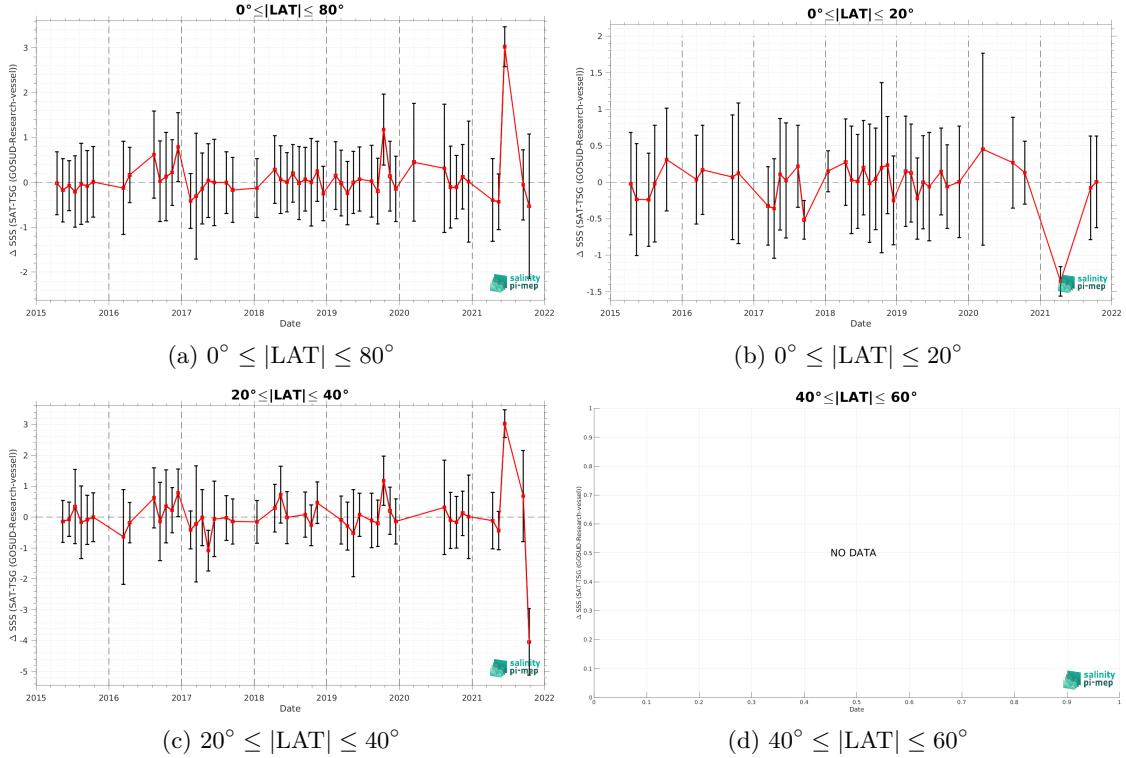 0°≤|LAT|≤ 80°
Δ SSS (SAT-TSG (GOSUD-Research-vessel))
3
2
1
0
-1
-2
2015 2016 2017 2018 2019 2020 2021 2022
Date
salinity
pi-mep
(a) 0° ≤ |LAT| ≤ 80°
0°≤|LAT|≤ 20°
Δ SSS (SAT-TSG (GOSUD-Research-vessel))
2
1.5
1
0.5
0
-0.5
-1
-1.5
2015 2016 2017 2018 2019 2020 2021 2022
Date
salinity
pi-mep
(b) 0° ≤ |LAT| ≤ 20°
20°≤|LAT|≤ 40°
Δ SSS (SAT-TSG (GOSUD-Research-vessel))
3
2
1
0
-1
-2
-3
-4
-5
2015 2016 2017 2018 2019 2020 2021 2022
Date
salinity
pi-mep
(c) 20° ≤ |LAT| ≤ 40°
40°≤|LAT|≤ 60°
Δ SSS (SAT-TSG (GOSUD-Research-vessel))
1
0.9
0.8
0.7
0.6
0.5
0.4
0.3
0.2
0.1
0
NO DATA
0 0.1 0.2 0.3 0.4 0.5 0.6 0.7 0.8 0.9 1
Date
salinity
pi-mep
(d) 40° ≤ |LAT| ≤ 60°